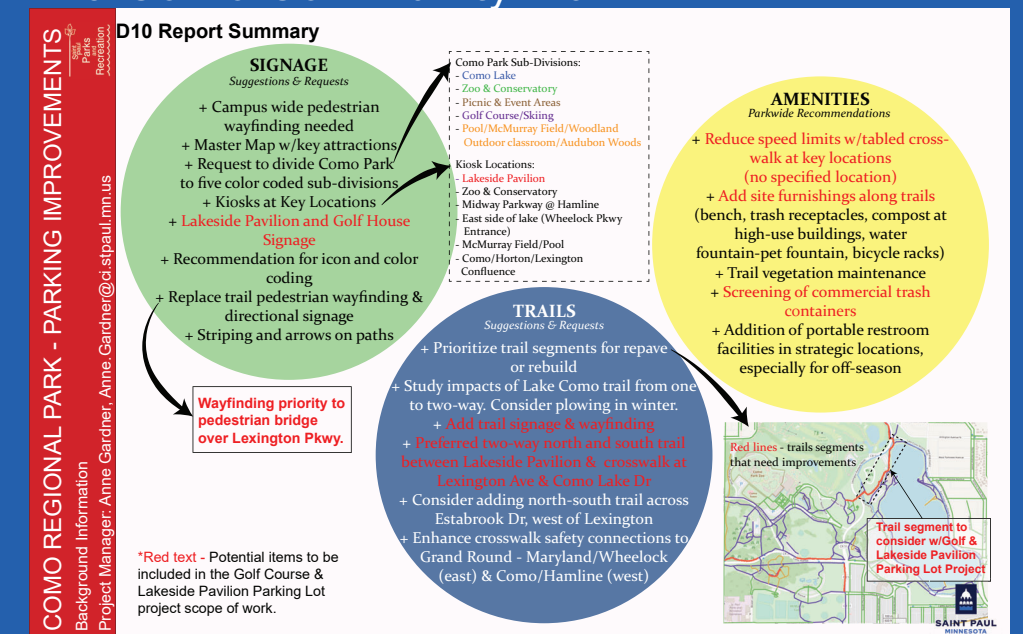 COMO REGIONAL PARK - PARKING IMPROVEMENTS
Background Information
Project Manager: Anne Gardner, Anne.Gardner@ci.stpaul.mn.us
Saint
Paul
Parks
and
Recreation
D10 Report Summary
SIGNAGE
Suggestions & Requests
+ Campus wide pedestrian
wayfinding needed
+ Master Map w/key attractions
+ Request to divide Como Park
to five color coded sub-divisions
+ Kiosks at Key Locations
+ Lakeside Pavilion and Golf House
Signage
+ Recommendation for icon and color
coding
+ Replace trail pedestrian wayfinding &
directional signage
+ Striping and arrows on paths
Wayfinding priority to
pedestrian bridge
over Lexington Pkwy.
*Red text - Potential items to be
included in the Golf Course &
Lakeside Pavilion Parking Lot
project scope of work.
Como Park Sub-Divisions:
- Como Lake
- Zoo & Conservatory
- Picnic & Event Areas
- Golf Course/Skiing
- Pool/McMurray Field/Woodland
Outdoor classroom/Audubon Woods
Kiosk Locations:
- Lakeside Pavilion
- Zoo & Conservatory
- Midway Parkway @ Hamline
- East side of lake (Wheelock Pkwy
Entrance)
- McMurray Field/Pool
- Como/Horton/Lexington
Confluence
TRAILS
Suggestions & Requests
+ Prioritize trail segments for repave
or rebuild
+ Study impacts of Lake Como trail from one
to two-way. Consider plowing in winter.
+ Add trail signage & wayfinding
+ Preferred two-way north and south trail
between Lakeside Pavilion & crosswalk at
Lexington Ave & Como Lake Dr
+ Consider adding north-south trail across
Estabrook Dr, west of Lexington
+ Enhance crosswalk safety connections to
Grand Round - Maryland/Wheelock
(east) & Como/Hamline (west)
AMENITIES
Parkwide Recommendations
+ Reduce speed limits w/tabled cross-
walk at key locations
(no specified location)
+ Add site furnishings along trails
(bench, trash receptacles, compost at
high-use buildings, water
fountain-pet fountain, bicycle racks)
+ Trail vegetation maintenance
+ Screening of commercial trash
containers
+ Addition of portable restroom
facilities in strategic locations,
especially for off-season
Red lines - trails segments
that need improvements
Trail segment to
consider w/Golf &
Lakeside Pavilion
Parking Lot Project
SAINT PAUL
MINNESOTA